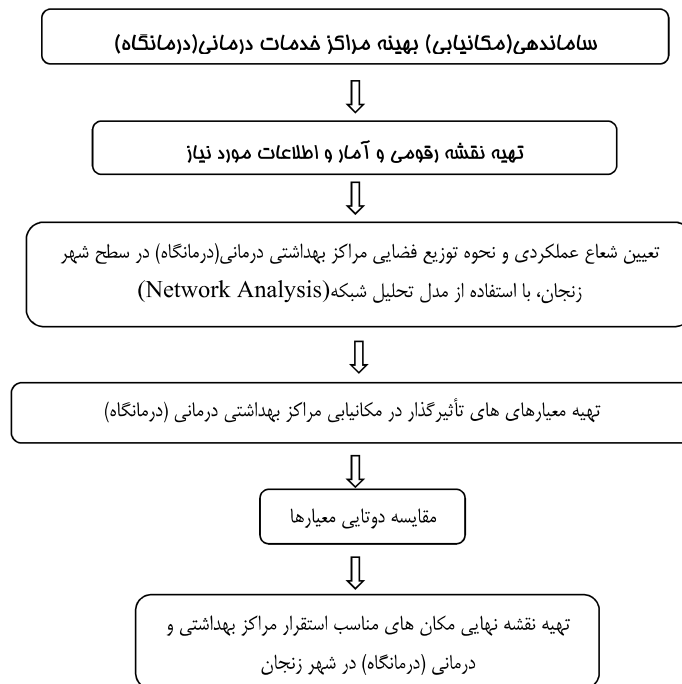 ساماندهی(مکانیابی) بهینه مراکز خدمات درمانی(درمانگاه)
تهیه نقشه رقومی و آمار و اطلاعات مورد نیاز
تعیین شعاع عملکردی و نحوه توزیع فضایی مراکز بهداشتی درمانی(درمانگاه) در سطح شهر
زنجان، با استفاده از مدل تحلیل شبکه(Network Analysis)
تهیه معیارهای های تأثیرگذار در مکانیابی مراکز بهداشتی درمانی (درمانگاه)
مقایسه دوتایی معیارها
تهیه نقشه نهایی مکان های مناسب استقرار مراکز بهداشتی و
درمانی (درمانگاه) در شهر زنجان